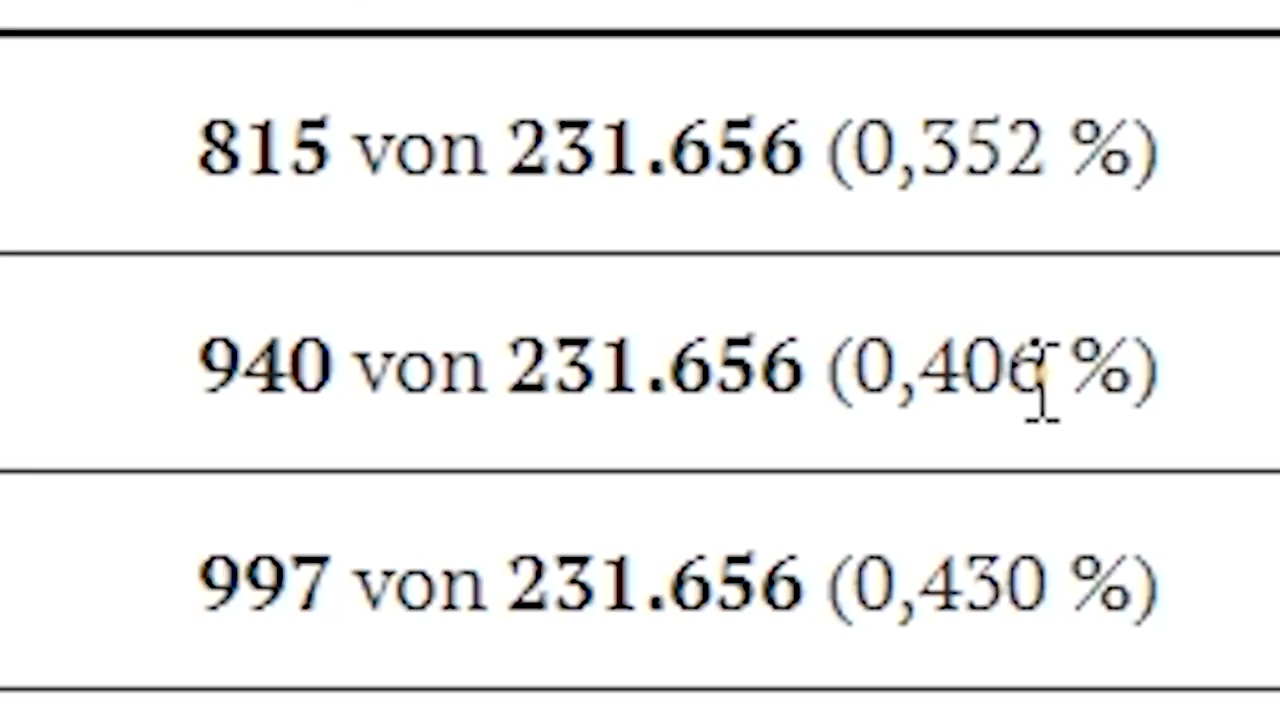 815 von 231.656 (0,352 %)
940 von 231.656 (0,406 %)
997 von 231.656 (0,430 %)